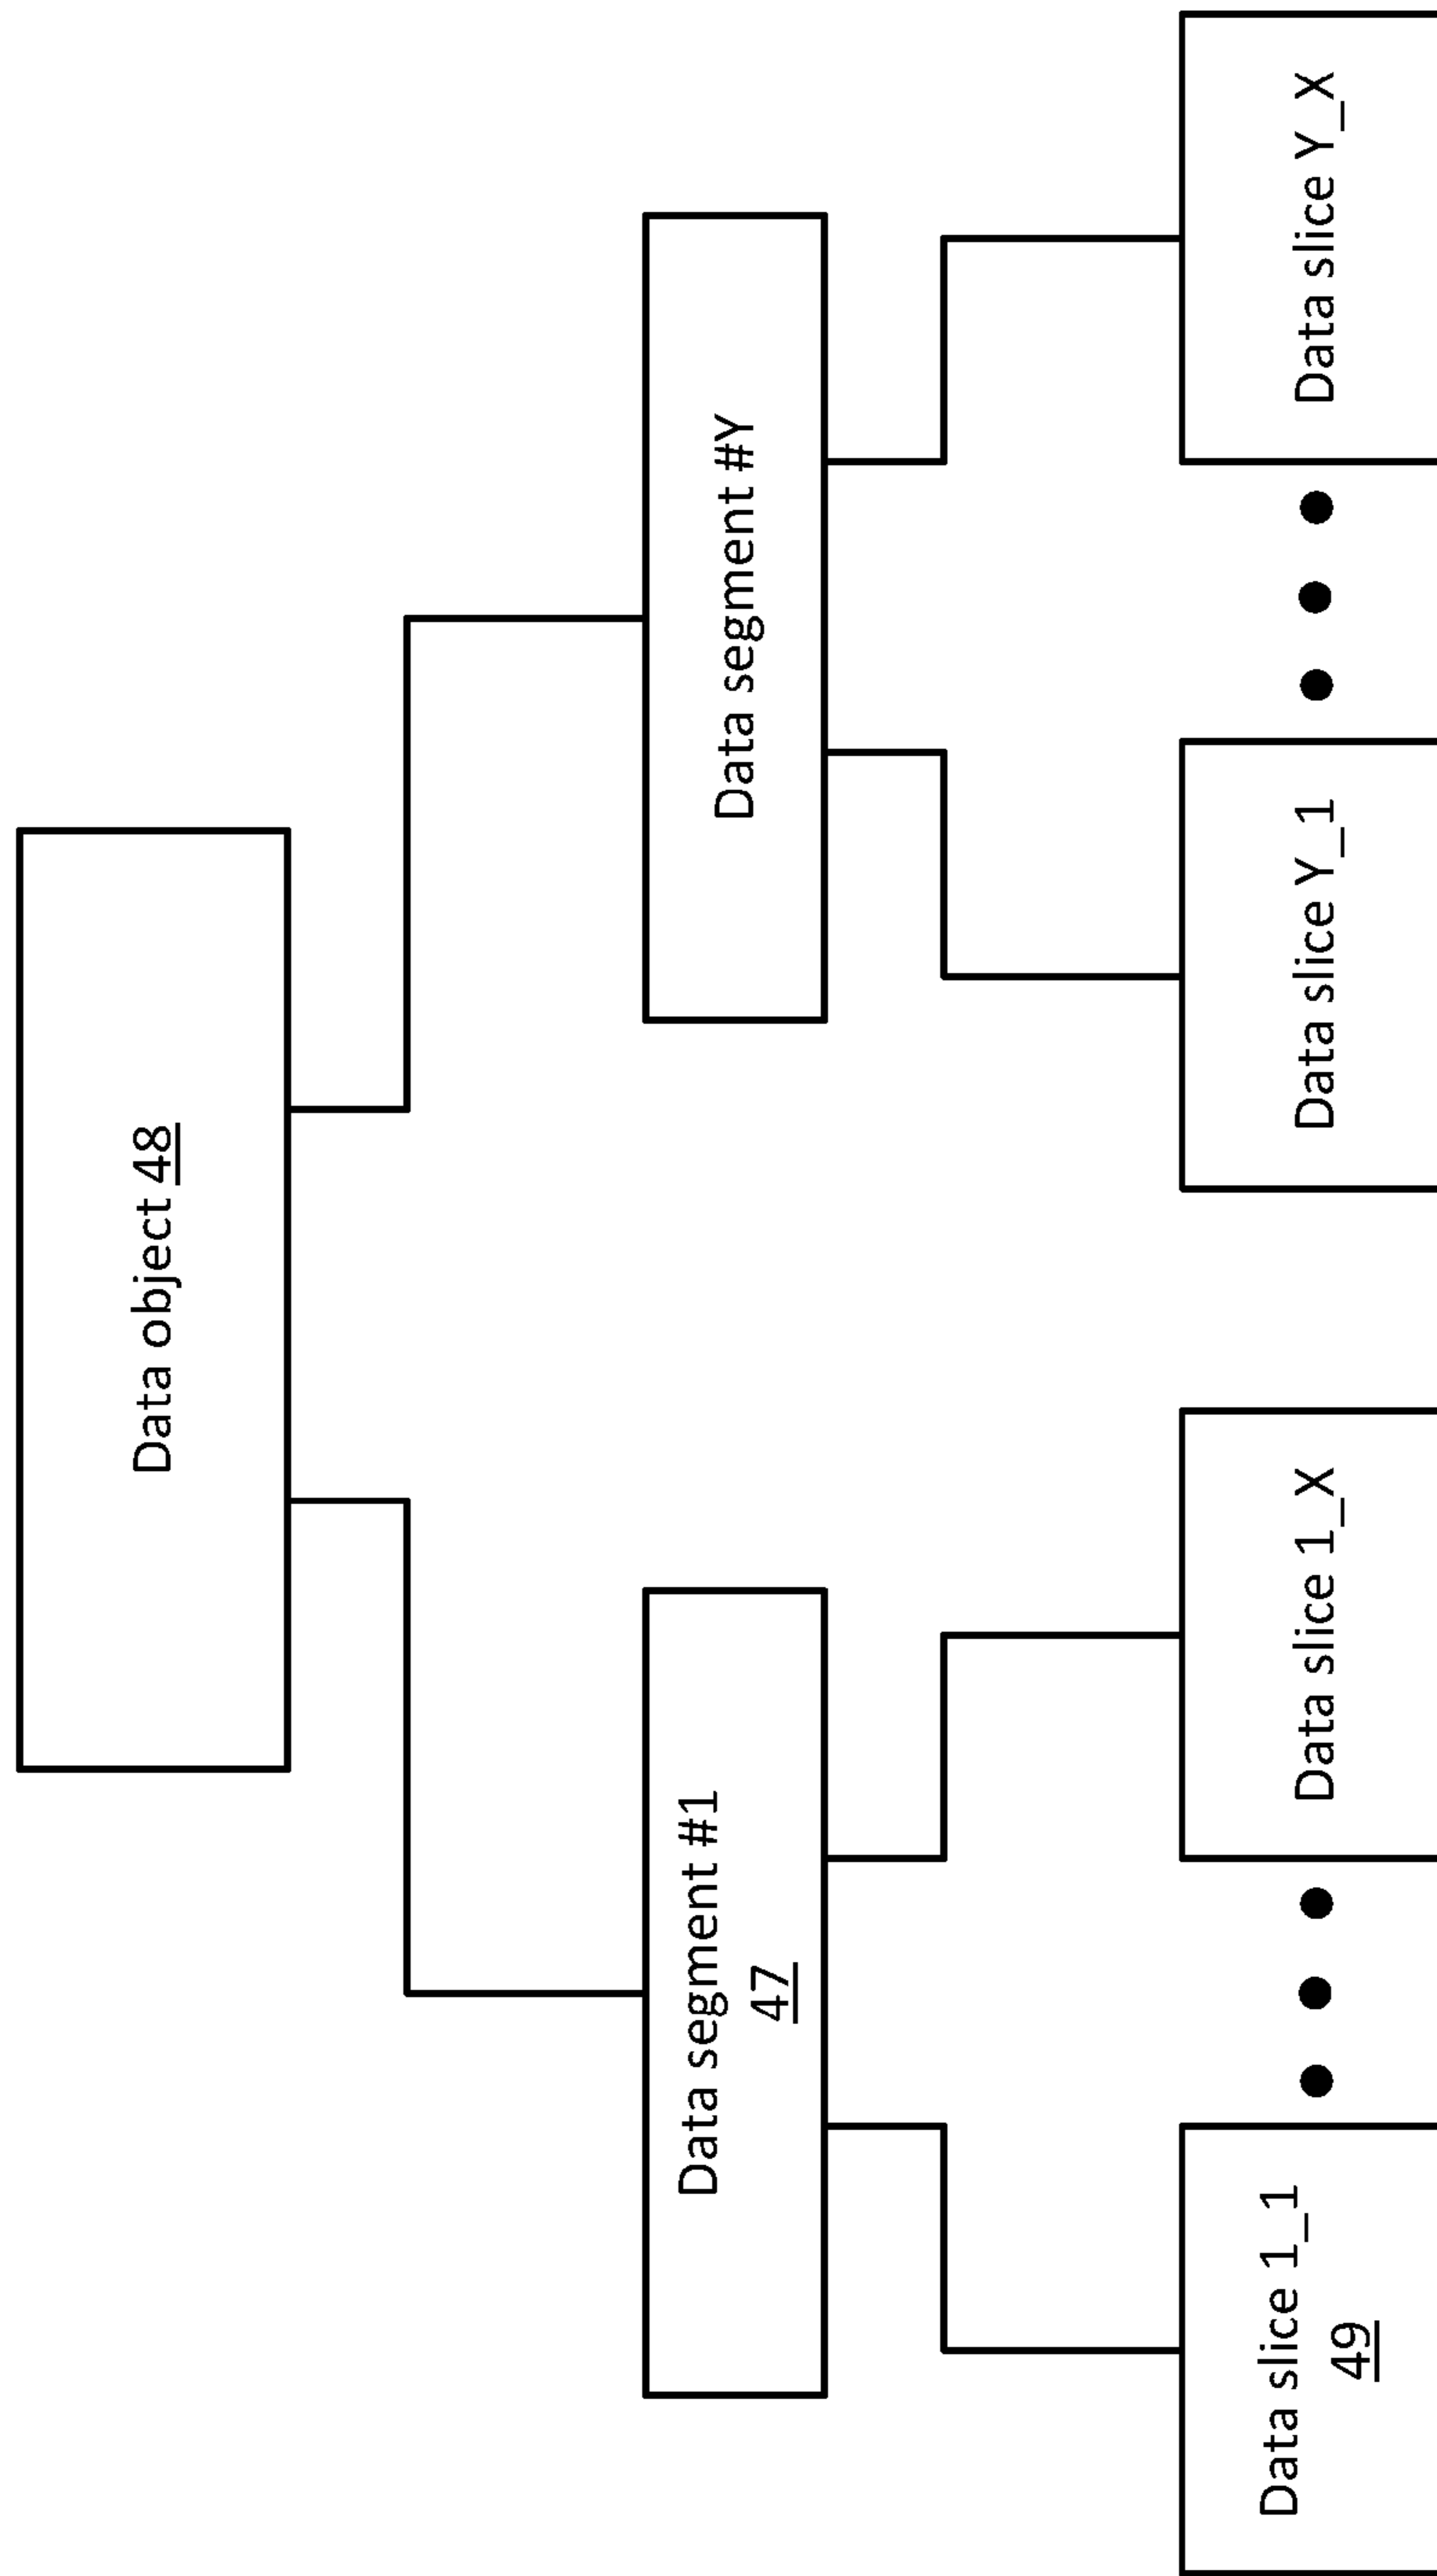 Data object 48
Data segment #1
47
Data segment #Y
Data slice 1_1
49
Data slice 1_X
Data slice Y_1
Data slice Y_X